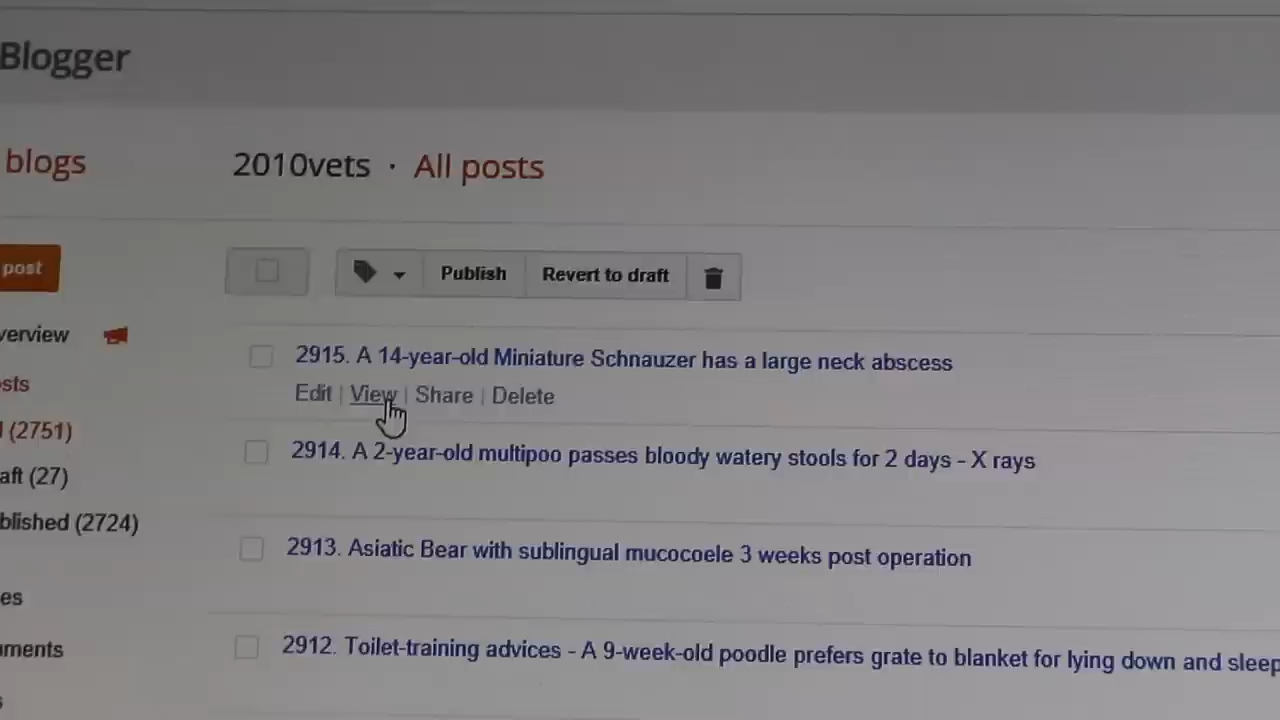 Blogger
blogs
2010vets · All posts
post
Publish
Revert to draft
verview
2915. A 14-year-old Miniature Schnauzer has a large neck abscess
Edit | View | Share | Delete
sts
(2751)
2914. A 2-year-old multipoo passes bloody watery stools for 2 days - X rays
aft (27)
blished (2724)
2913. Asiatic Bear with sublingual mucocoele 3 weeks post operation
es
2912. Toilet-training advices - A 9-week-old poodle prefers grate to blanket for lying down and sleep
mments
s